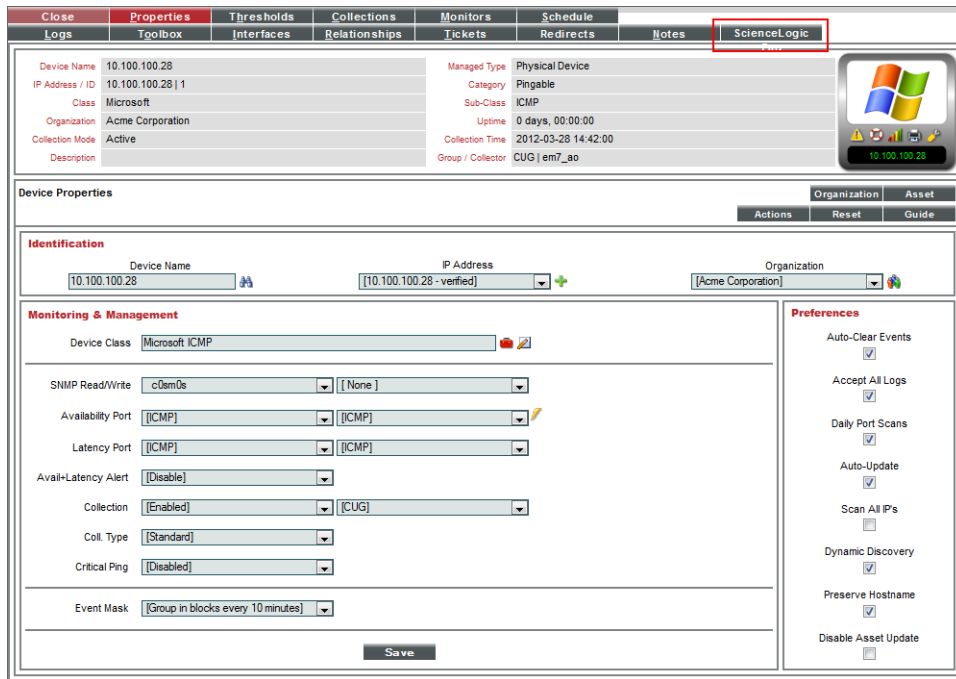 Close Properties Thresholds Collections Monitors Schedule
Logs Toolbox Interfaces Relationships Tickets Redirects Notes ScienceLogic
Device Name 10.100.100.28 Managed Type Physical Device
IP Address / ID 10.100.100.28 | 1 Category Pingable
Class Microsoft Sub-Class ICMP
Organization Acme Corporation Uptime 0 days, 00:00:00
Collection Mode Active Collection Time 2012-03-28 14:42:00
Description Group / Collector CUG | em7_ao
10.100.100.28
Device Properties Organization Asset
Actions Reset Guide
Identification
Device Name IP Address Organization
10.100.100.28 [10.100.100.28 - verified] [Acme Corporation]
Monitoring & Management Preferences
Device Class Microsoft ICMP Auto-Clear Events
SNMP Read/Write c0sm0s [ None ] Accept All Logs
Availability Port [ICMP] [ICMP] Daily Port Scans
Latency Port [ICMP] [ICMP]
Avail+Latency Alert [Disable] Auto-Update
Collection [Enabled] [CUG] Scan All IP's
Coll. Type [Standard]
Critical Ping [Disabled] Dynamic Discovery
Event Mask [Group in blocks every 10 minutes] Preserve Hostname
Save Disable Asset Update